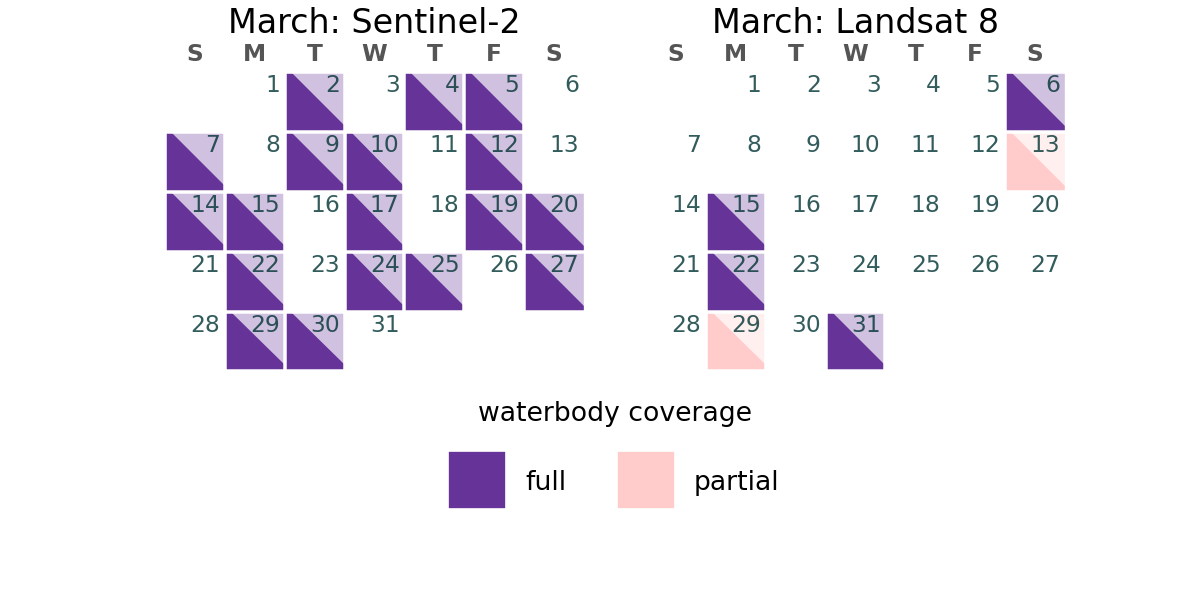 March: Sentinel-2
S M T W T F S
1 2 3 4 5 6
7 8 9 10 11 12 13
14 15 16 17 18 19 20
21 22 23 24 25 26 27
28 29 30 31
March: Landsat 8
S M T W T F S
1 2 3 4 5 6
7 8 9 10 11 12 13
14 15 16 17 18 19 20
21 22 23 24 25 26 27
28 29 30 31
waterbody coverage
full partial